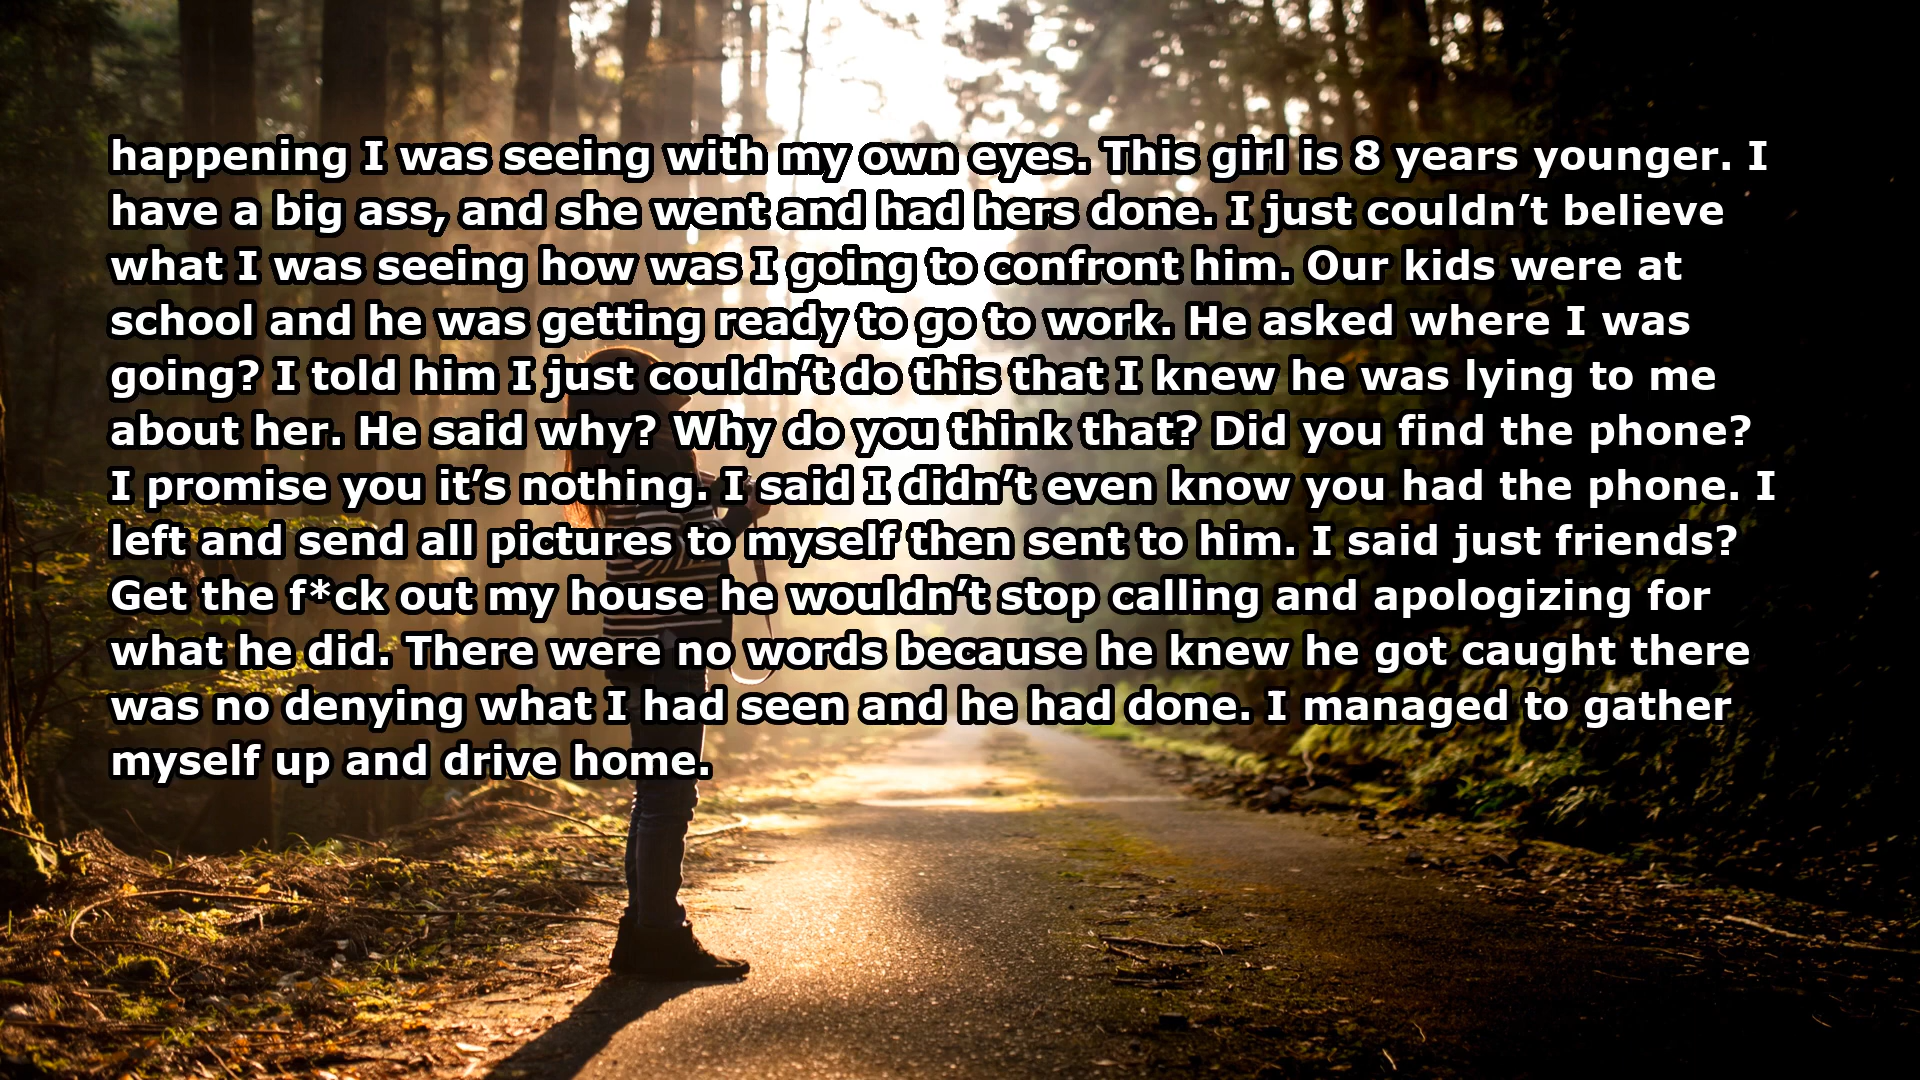 happening I was seeing with my own eyes. This girl is 8 years younger. I
have a big ass, and she went and had hers done. I just couldn’t believe
what I was seeing how was I going to confront him. Our kids were at
school and he was getting ready to go to work. He asked where I was
going? I told him I just couldn’t do this that I knew he was lying to me
about her. He said why? Why do you think that? Did you find the phone?
I promise you it’s nothing. I said I didn’t even know you had the phone. I
left and send all pictures to myself then sent to him. I said just friends?
Get the f*ck out my house he wouldn’t stop calling and apologizing for
what he did. There were no words because he knew he got caught there
was no denying what I had seen and he had done. I managed to gather
myself up and drive home.